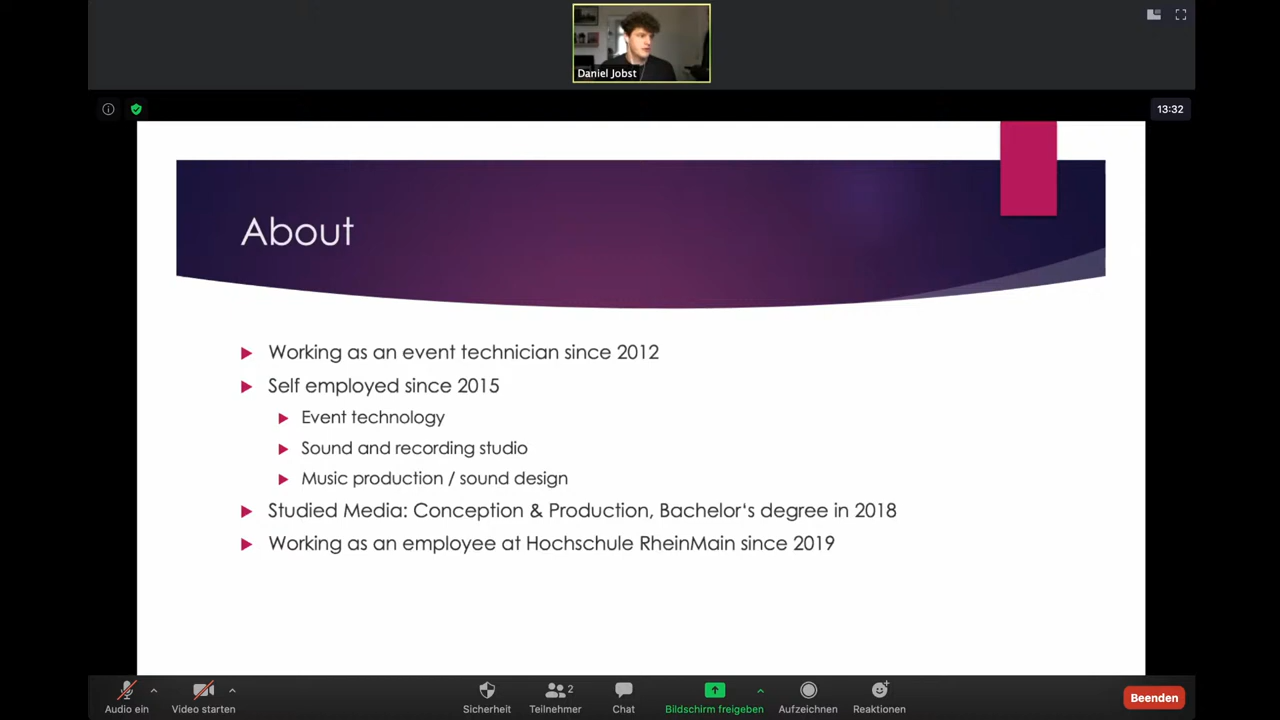 Daniel Jobst
13:32
About
Working as an event technician since 2012
Self employed since 2015
Event technology
Sound and recording studio
Music production / sound design
Studied Media: Conception & Production, Bachelor‘s degree in 2018
Working as an employee at Hochschule RheinMain since 2019
2
Audio ein
Video starten
Sicherheit
Teilnehmer
Chat
Bildschirm freigeben
Aufzeichnen
Reaktionen
Beenden